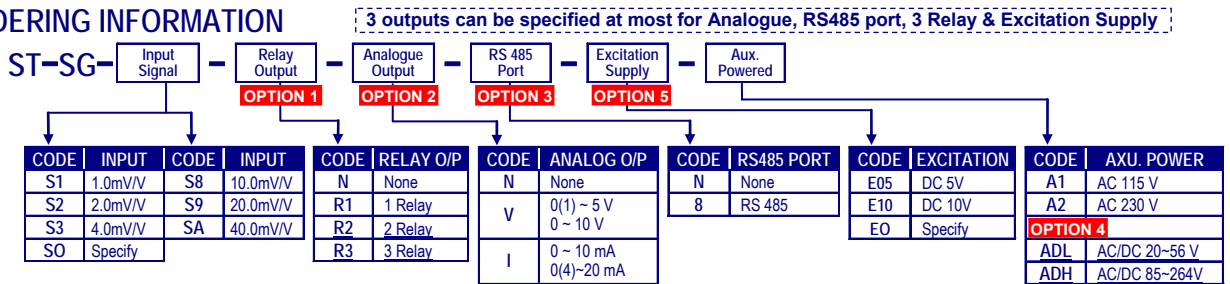 DERING INFORMATION
3 outputs can be specified at most for Analogue, RS485 port, 3 Relay & Excitation Supply
ST-SG- Input Signal - Relay Output - Analogue Output - RS 485 Port - Excitation Supply - Aux. Powered
OPTION 1 OPTION 2 OPTION 3 OPTION 5
CODE INPUT CODE INPUT
S1 1.0mV/V S8 10.0mV/V
S2 2.0mV/V S9 20.0mV/V
S3 4.0mV/V SA 40.0mV/V
SO Specify
CODE RELAY O/P
N None
R1 1 Relay
R2 2 Relay
R3 3 Relay
CODE ANALOG O/P
N None
V 0(1) ~ 5 V
0 ~ 10 V
I 0 ~ 10 mA
0(4)~20 mA
CODE RS485 PORT
N None
8 RS 485
CODE EXCITATION
E05 DC 5V
E10 DC 10V
EO Specify
CODE AXU. POWER
A1 AC 115 V
A2 AC 230 V
OPTION 4
ADL AC/DC 20~56 V
ADH AC/DC 85~264V